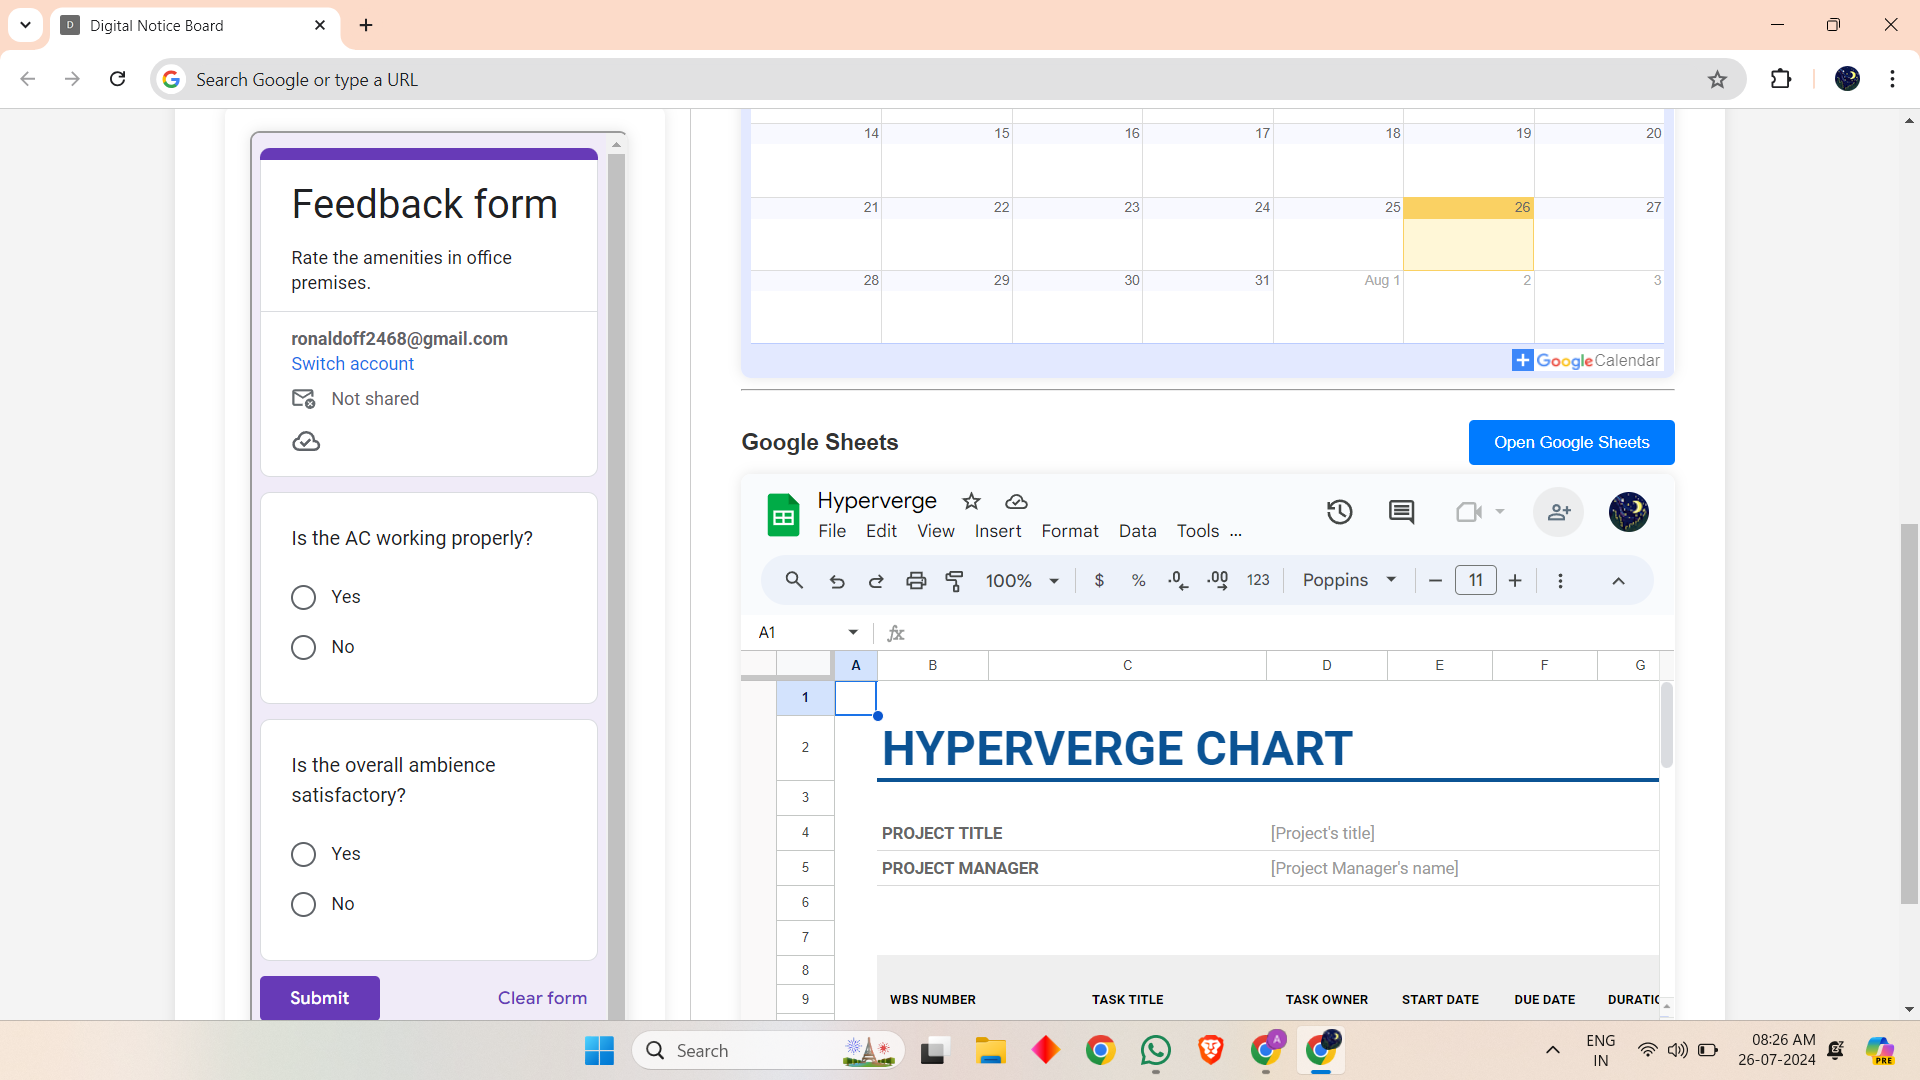 D Digital Notice Board
Search Google or type a URL
Feedback form
Rate the amenities in office
premises.
ronaldoff2468@gmail.com
Switch account
Not shared
Is the AC working properly?
Yes
No
Is the overall ambience
satisfactory?
Yes
No
Submit Clear form
14 15 16 17 18 19 20
21 22 23 24 25 26 27
28 29 30 31 Aug 1 2 3
Google Calendar
Google Sheets Open Google Sheets
Hyperverge
File Edit View Insert Format Data Tools ...
100% $ % .0 .00 123 Poppins 11
A1 fx
A B C D E F G
1
2 HYPERVERGE CHART
3
4 PROJECT TITLE [Project's title]
5 PROJECT MANAGER [Project Manager's name]
6
7
8
9 WBS NUMBER TASK TITLE TASK OWNER START DATE DUE DATE DURATIO
Search A ENG 08:26 AM
IN 26-07-2024 PRE